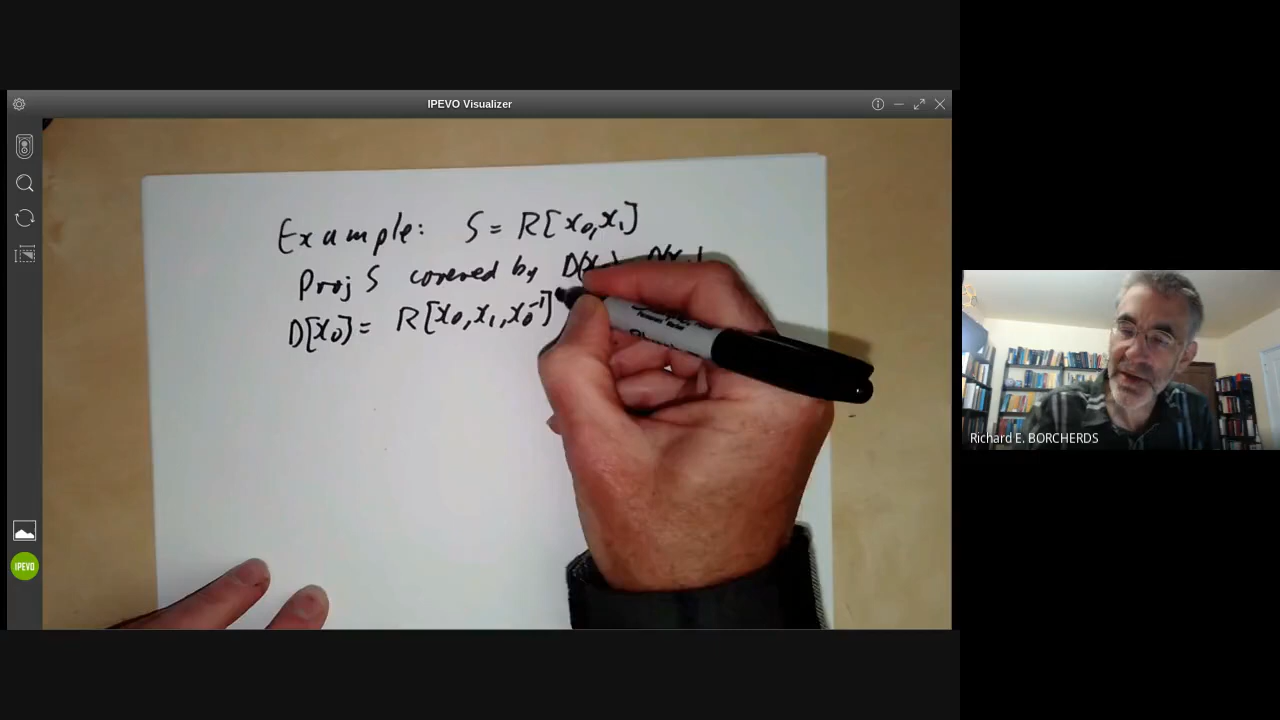 IPEVO Visualizer
Example: S = R[x₀,x₁]
Proj S covered by
D[x₀] = R[x₀, x₁, x₀⁻¹]
IPEVO
Richard E. BORCHERDS